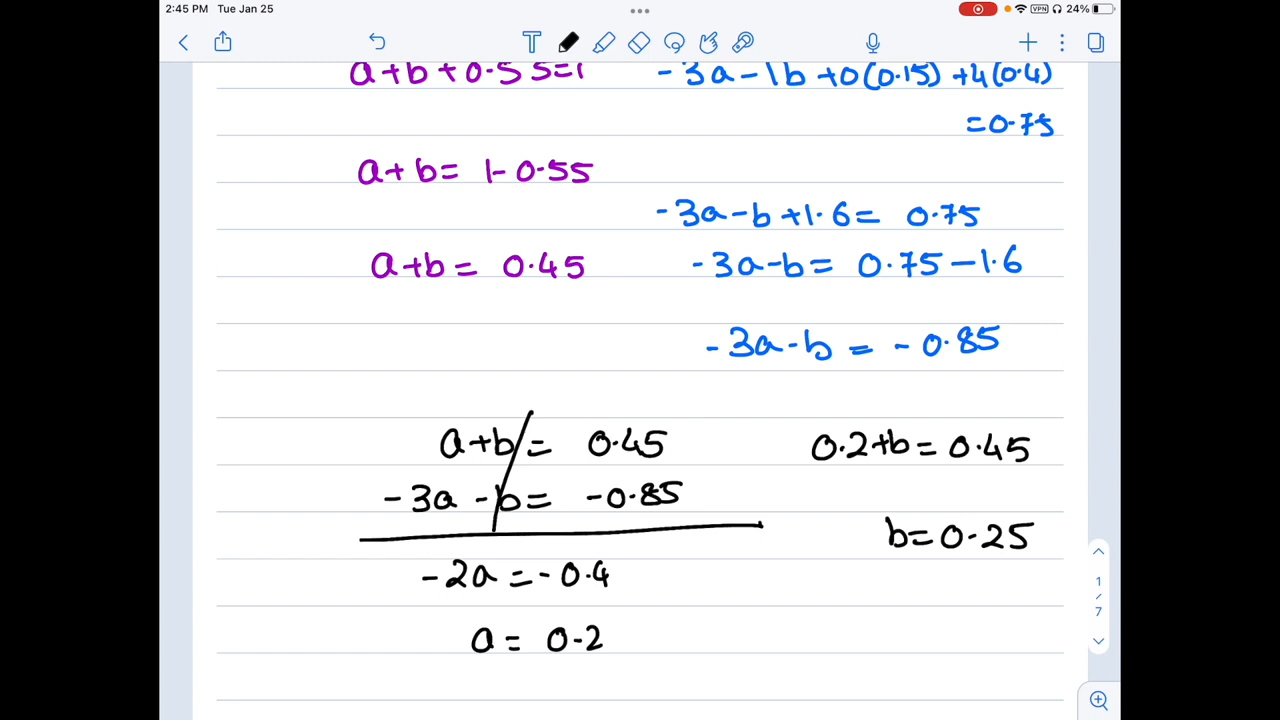 2:45 PM Tue Jan 25
VPN 24%
a+b+0.55=1
-3a-1b+0(0.15)+4(0.4)
=0.75
a+b= 1-0.55
-3a-b+1.6= 0.75
a+b= 0.45
-3a-b= 0.75-1.6
-3a-b = -0.85
a+b= 0.45
0.2+b=0.45
-3a-b= -0.85
b=0.25
-2a=-0.4
a= 0.2
1/7